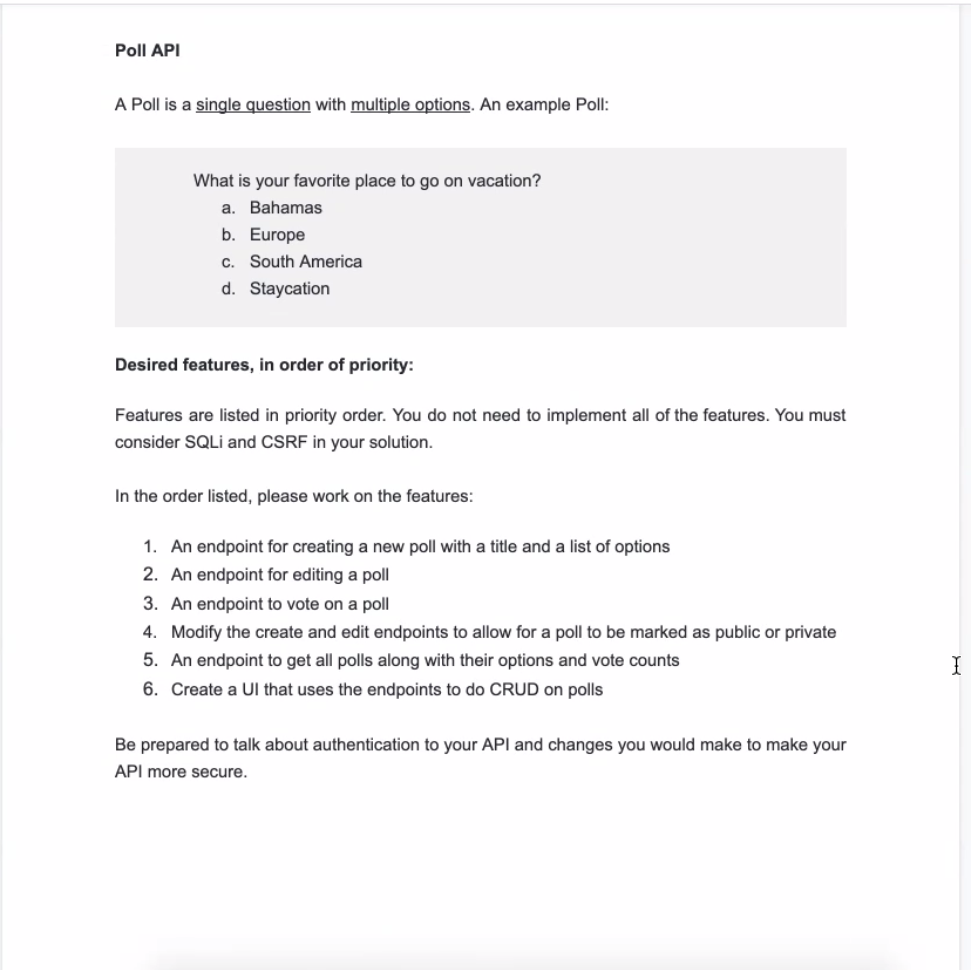 Poll API
A Poll is a single question with multiple options. An example Poll:
What is your favorite place to go on vacation?
a. Bahamas
b. Europe
c. South America
d. Staycation
Desired features, in order of priority:
Features are listed in priority order. You do not need to implement all of the features. You must
consider SQLi and CSRF in your solution.
In the order listed, please work on the features:
1. An endpoint for creating a new poll with a title and a list of options
2. An endpoint for editing a poll
3. An endpoint to vote on a poll
4. Modify the create and edit endpoints to allow for a poll to be marked as public or private
5. An endpoint to get all polls along with their options and vote counts
6. Create a UI that uses the endpoints to do CRUD on polls
Be prepared to talk about authentication to your API and changes you would make to make your
API more secure.